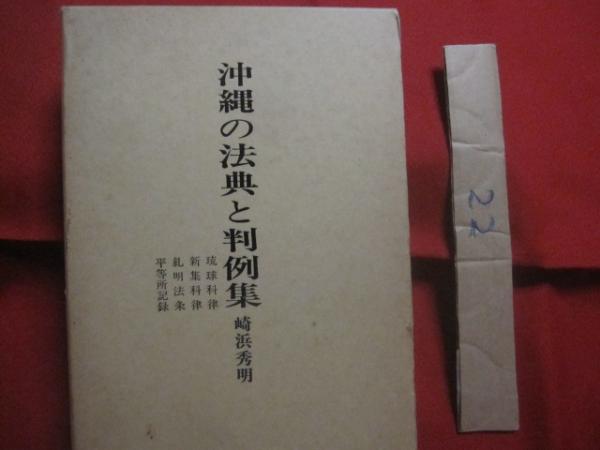 沖縄の法典と判例集
琉球科律
新集科律
糺明法条
平等所記録
崎浜秀明
22